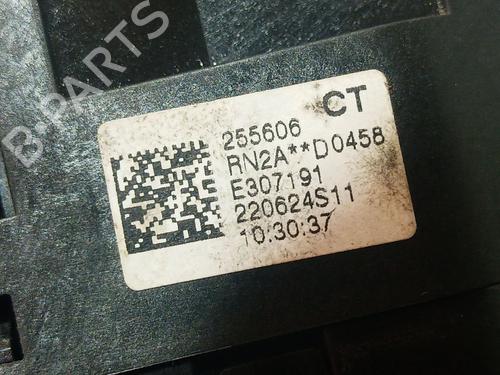 B-PARTS
255606 CT
RN2A**D0458
E307191
220624S11
10:30:37